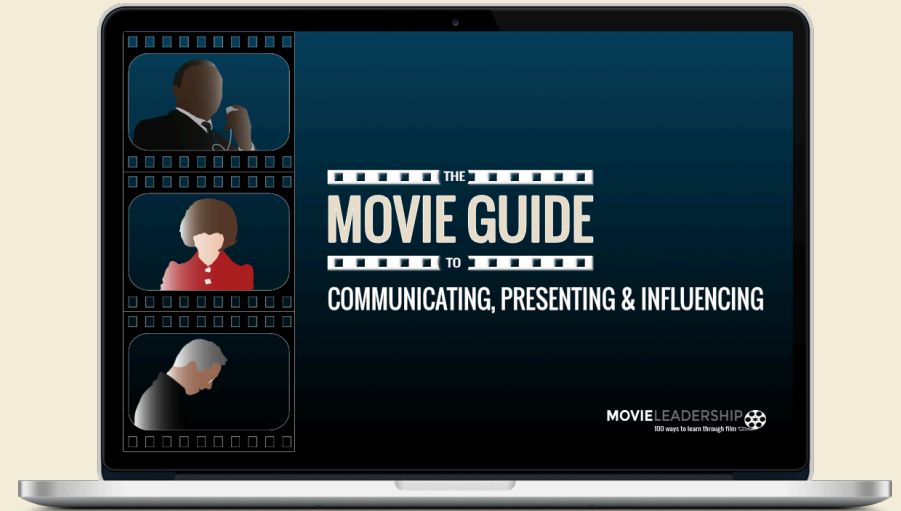 THE
MOVIE GUIDE
TO
COMMUNICATING, PRESENTING & INFLUENCING
MOVIELEADERSHIP
100 ways to learn through film